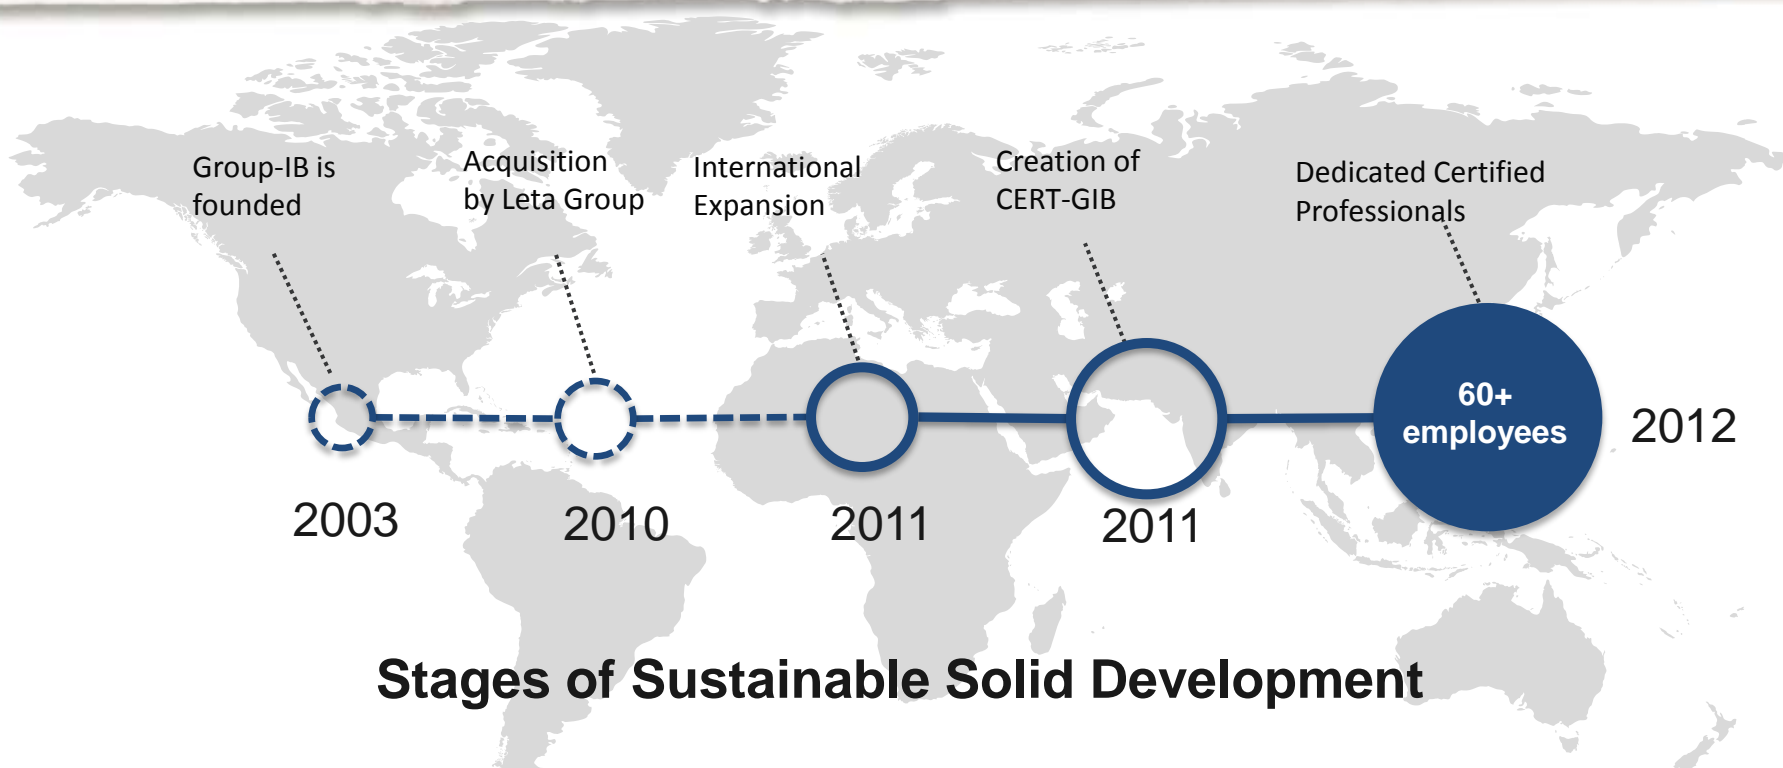 Group-IB is
founded
Acquisition
by Leta Group
International
Expansion
Creation of
CERT-GIB
Dedicated Certified
Professionals
60+
employees
2012
2003
2010
2011
2011
Stages of Sustainable Solid Development